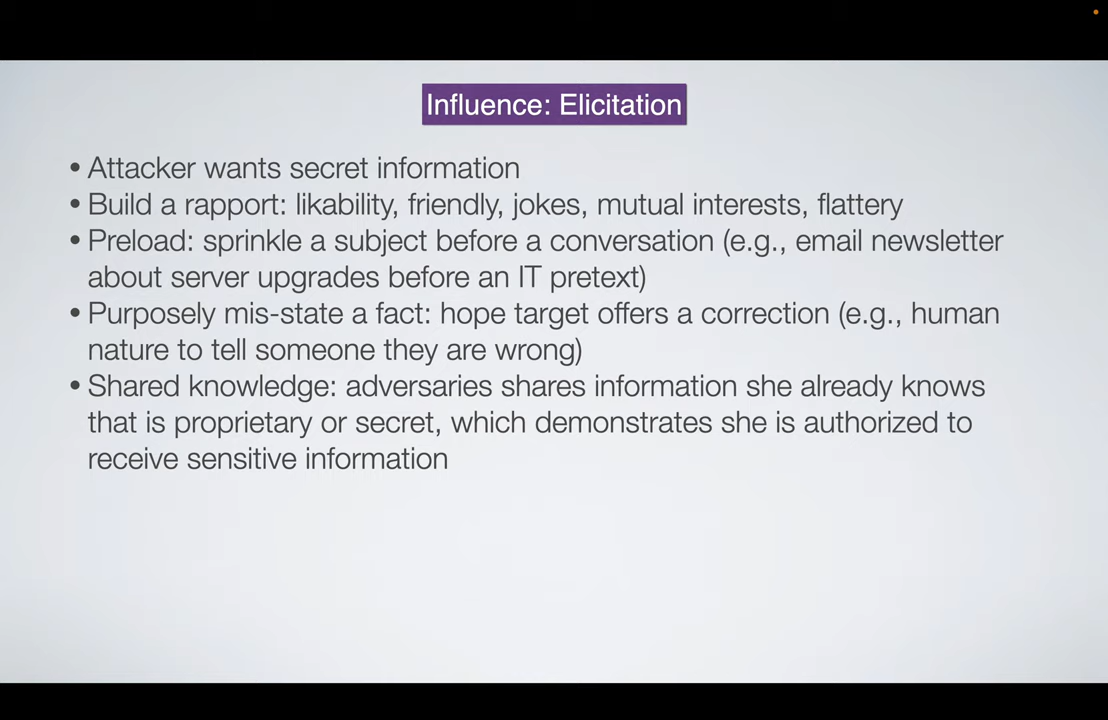 Influence: Elicitation
• Attacker wants secret information
• Build a rapport: likability, friendly, jokes, mutual interests, flattery
• Preload: sprinkle a subject before a conversation (e.g., email newsletter
about server upgrades before an IT pretext)
• Purposely mis-state a fact: hope target offers a correction (e.g., human
nature to tell someone they are wrong)
• Shared knowledge: adversaries shares information she already knows
that is proprietary or secret, which demonstrates she is authorized to
receive sensitive information